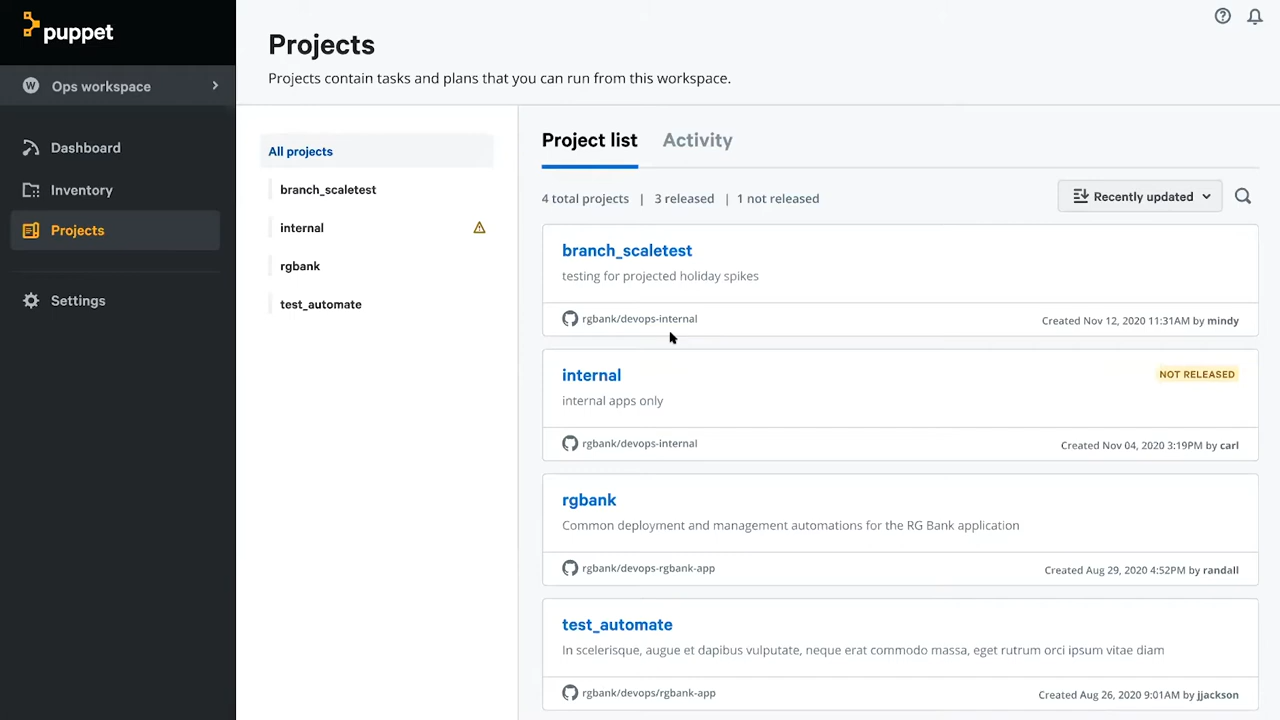 puppet
W Ops workspace
Dashboard
Inventory
Projects
Settings
Projects
Projects contain tasks and plans that you can run from this workspace.
All projects
branch_scaletest
internal
rgbank
test_automate
Project list Activity
4 total projects | 3 released | 1 not released
Recently updated
branch_scaletest
testing for projected holiday spikes
rgbank/devops-internal
Created Nov 12, 2020 11:31AM by mindy
internal
NOT RELEASED
internal apps only
rgbank/devops-internal
Created Nov 04, 2020 3:19PM by carl
rgbank
Common deployment and management automations for the RG Bank application
rgbank/devops-rgbank-app
Created Aug 29, 2020 4:52PM by randall
test_automate
In scelerisque, augue et dapibus vulputate, neque erat commodo massa, eget rutrum orci ipsum vitae diam
rgbank/devops/rgbank-app
Created Aug 26, 2020 9:01AM by jjackson